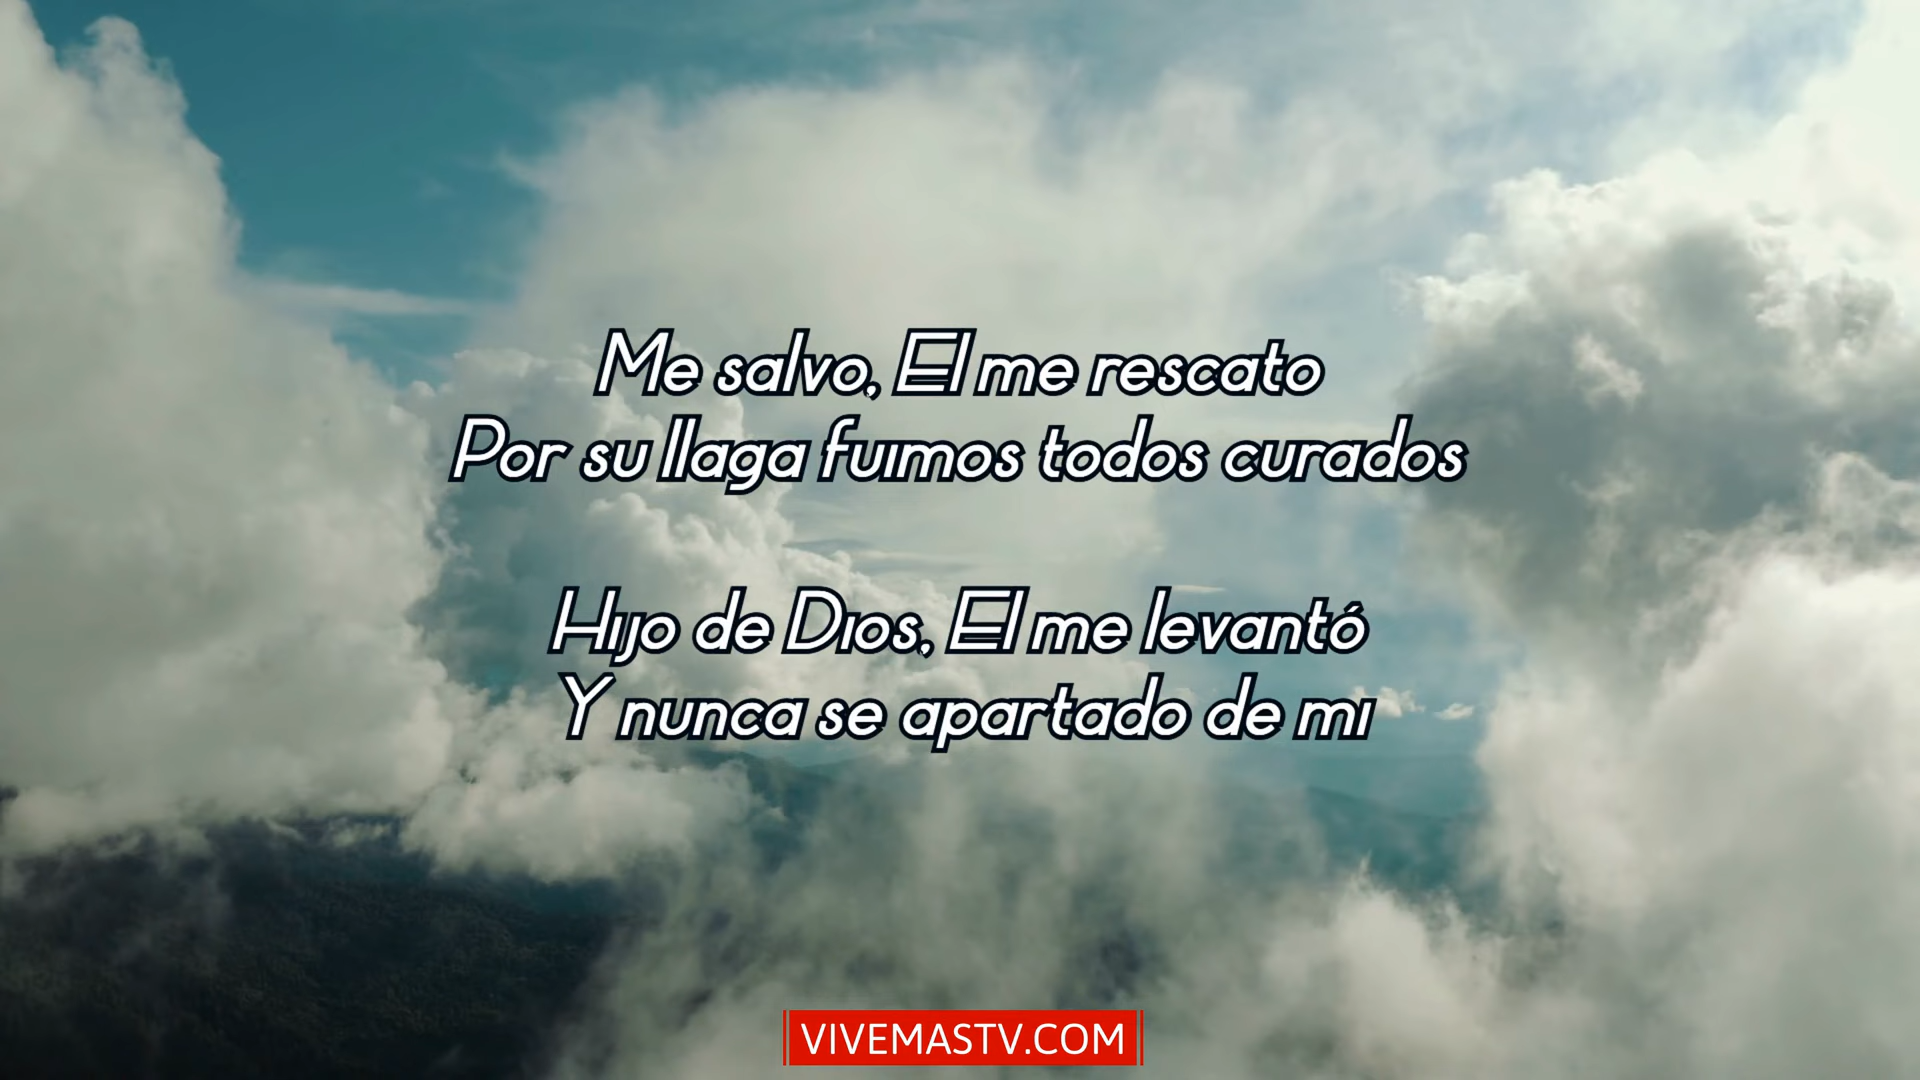 Me salvo, El me rescato
Por su llaga fuimos todos curados
Hijo de Dios, El me levantó
Y nunca se apartado de mi
VIVEMASTV.COM